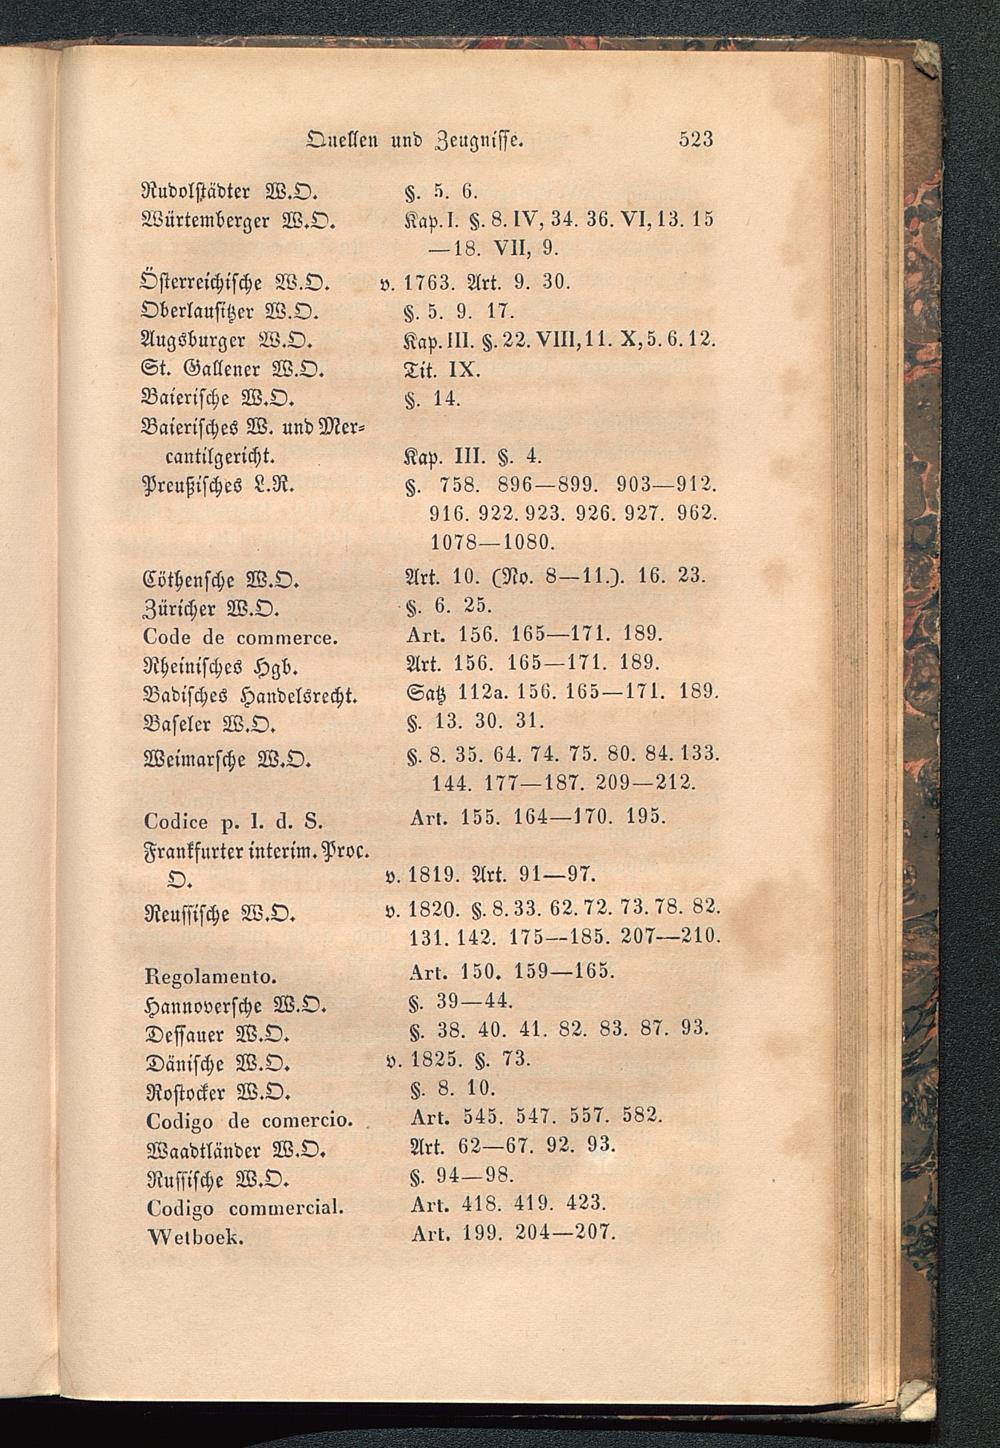 Quellen und Zeugnisse. 523
Rudolstädter W.O. §. 5. 6.
Würtemberger W.O. Kap. I. §. 8. IV, 34. 36. VI, 13. 15
—18. VII, 9.
Österreichische W.O. v. 1763. Art. 9. 30.
Oberlausitzer W.O. §. 5. 9. 17.
Augsburger W.O. Kap. III. §. 22. VIII, 11. X, 5. 6. 12.
St. Gallener W.O. Tit. IX.
Baierische W.O. §. 14.
Baierisches W. und Mer-
cantilgericht. Kap. III. §. 4.
Preußisches L.R. §. 758. 896—899. 903—912.
916. 922. 923. 926. 927. 962.
1078—1080.
Cöthensche W.O. Art. 10. (No. 8—11.). 16. 23.
Züricher W.O. §. 6. 25.
Code de commerce. Art. 156. 165—171. 189.
Rheinisches Hgb. Art. 156. 165—171. 189.
Badisches Handelsrecht. Satz 112a. 156. 165—171. 189.
Baseler W.O. §. 13. 30. 31.
Weimarsche W.O. §. 8. 35. 64. 74. 75. 80. 84. 133.
144. 177—187. 209—212.
Codice p. l. d. S. Art. 155. 164—170. 195.
Frankfurter interim. Proc.
O. v. 1819. Art. 91—97.
Reussische W.O. v. 1820. §. 8. 33. 62. 72. 73. 78. 82.
131. 142. 175—185. 207—210.
Regolamento. Art. 150. 159—165.
Hannoversche W.O. §. 39—44.
Dessauer W.O. §. 38. 40. 41. 82. 83. 87. 93.
Dänische W.O. v. 1825. §. 73.
Rostocker W.O. §. 8. 10.
Codigo de comercio. Art. 545. 547. 557. 582.
Waadtländer W.O. Art. 62—67. 92. 93.
Russische W.O. §. 94—98.
Codigo commercial. Art. 418. 419. 423.
Wetboek. Art. 199. 204—207.